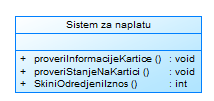 Sistem za naplatu
+ proveriInformacijeKartice () : void
+ proveriStanjeNaKartici () : void
+ SkiniOdredjeniIznos () : int